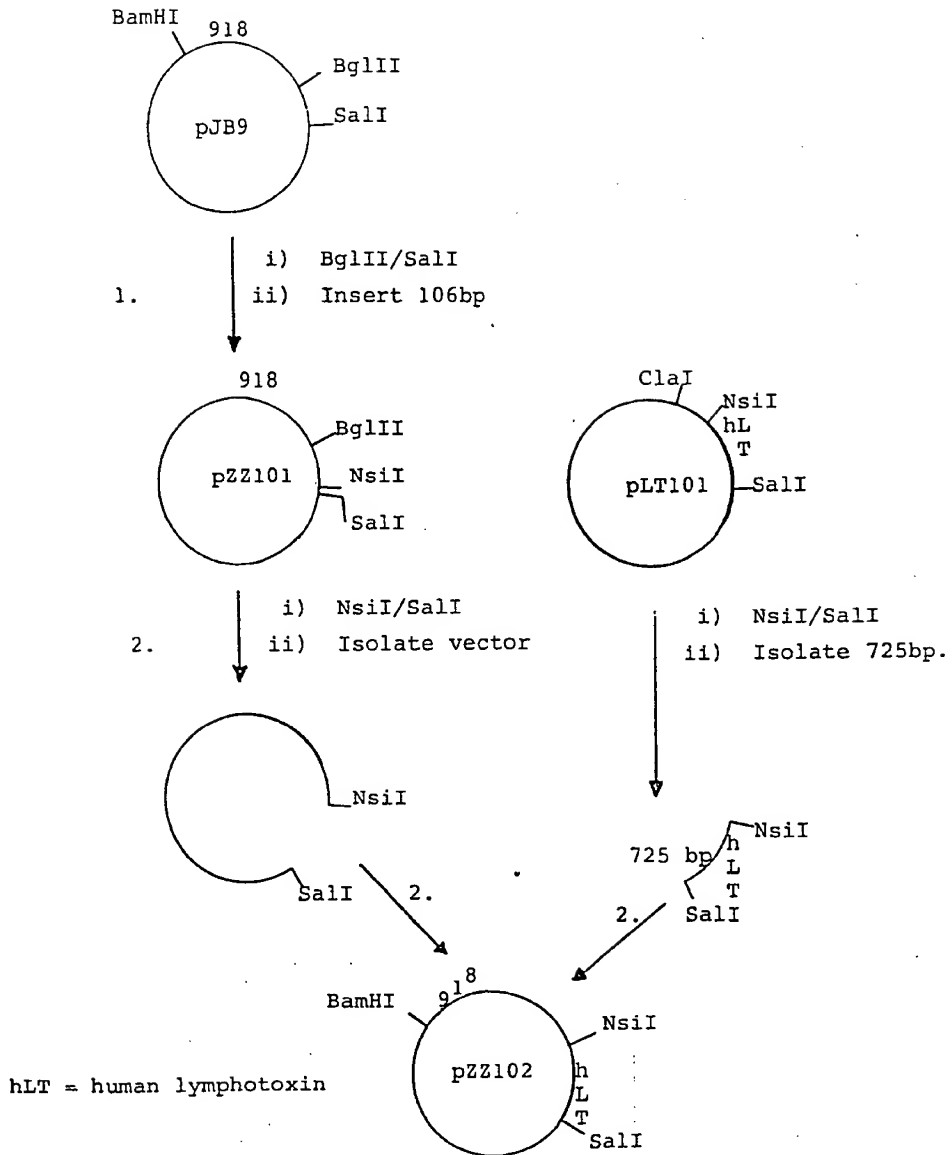 BamHI
918
BglII
SalI
pJB9
1.
i) BglII/SalI
ii) Insert 106bp
918
BglII
NsiI
SalI
pZZ101
ClaI
NsiI
hL
T
SalI
pLT101
2.
i) NsiI/SalI
ii) Isolate vector
i) NsiI/SalI
ii) Isolate 725bp.
NsiI
SalI
2.
NsiI
725 bp
h
L
T
SalI
2.
BamHI
918
NsiI
pZZ102
h
L
T
SalI
hLT = human lymphotoxin